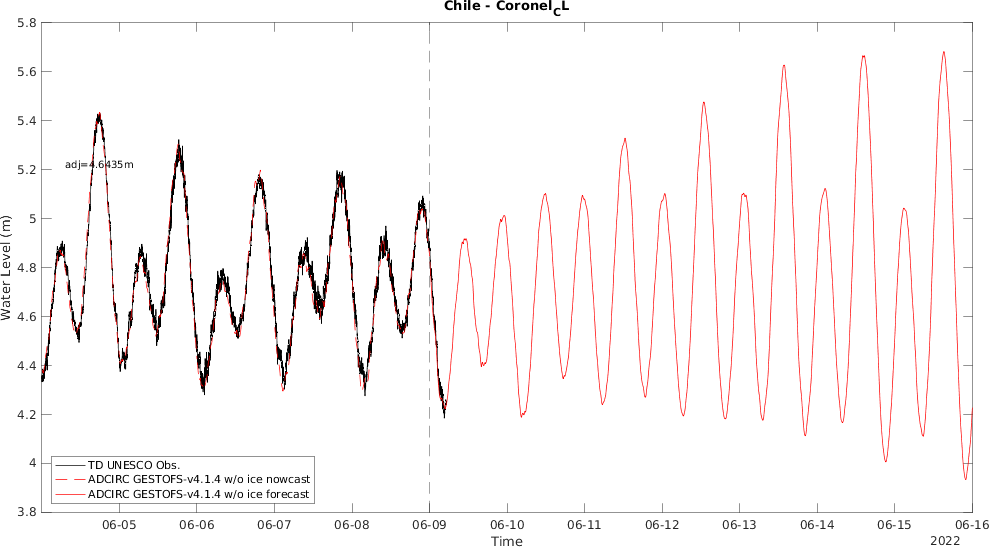 Chile - Coronel_CL
5.8
5.6
5.4
5.2
5
4.8
4.6
4.4
4.2
4
3.8
Water Level (m)
adj=4.6435m
TD UNESCO Obs.
ADCIRC GESTOFS-v4.1.4 w/o ice nowcast
ADCIRC GESTOFS-v4.1.4 w/o ice forecast
06-05 06-06 06-07 06-08 06-09 06-10 06-11 06-12 06-13 06-14 06-15 06-16
Time
2022